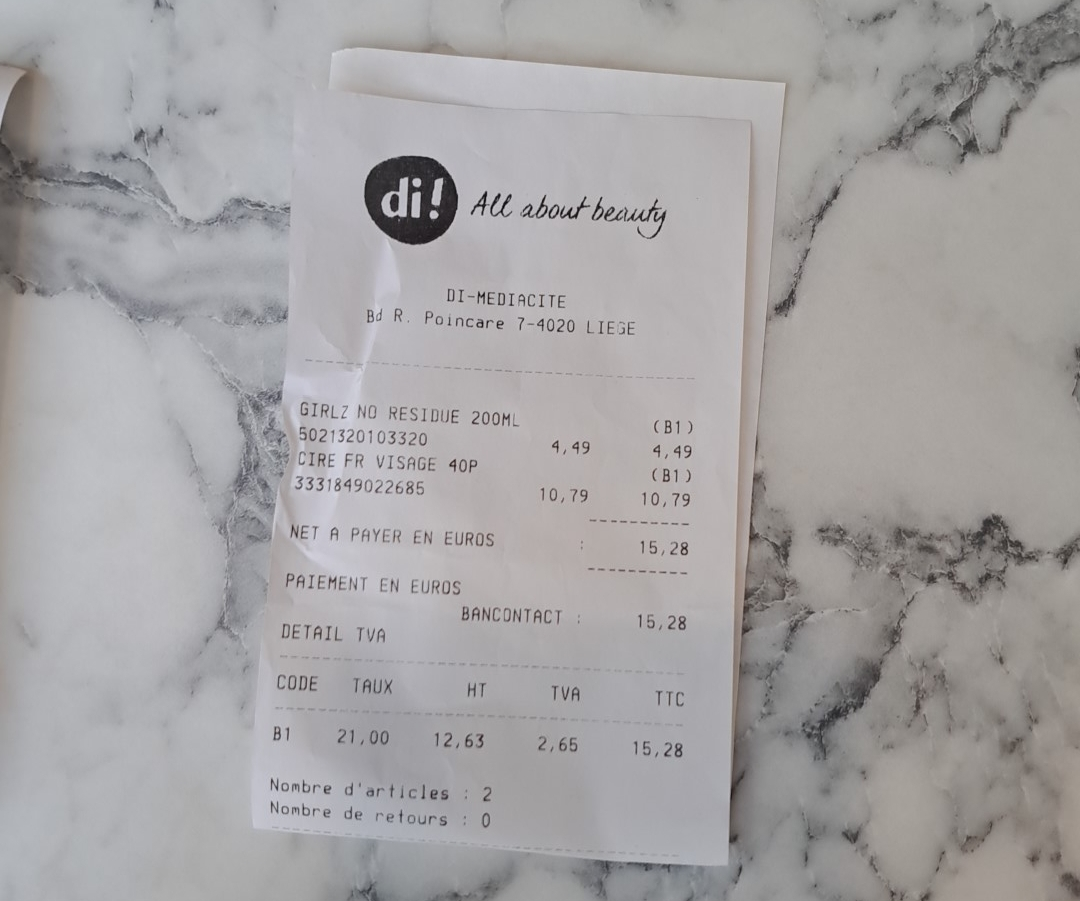 di! All about beauty
DI-MEDIACITE
Bd R. Poincare 7-4020 LIEGE
GIRLZ NO RESIDUE 200ML (B1)
5021320103320 4,49 4,49
CIRE FR VISAGE 40P (B1)
3331849022685 10,79 10,79
NET A PAYER EN EUROS : 15,28
PAIEMENT EN EUROS
BANCONTACT : 15,28
DETAIL TVA
CODE TAUX HT TVA TTC
B1 21,00 12,63 2,65 15,28
Nombre d'articles : 2
Nombre de retours : 0